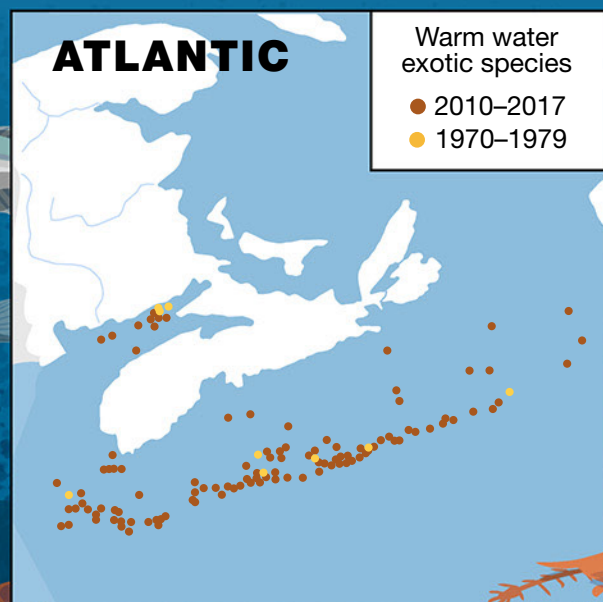 ATLANTIC
Warm water
exotic species
2010–2017
1970–1979